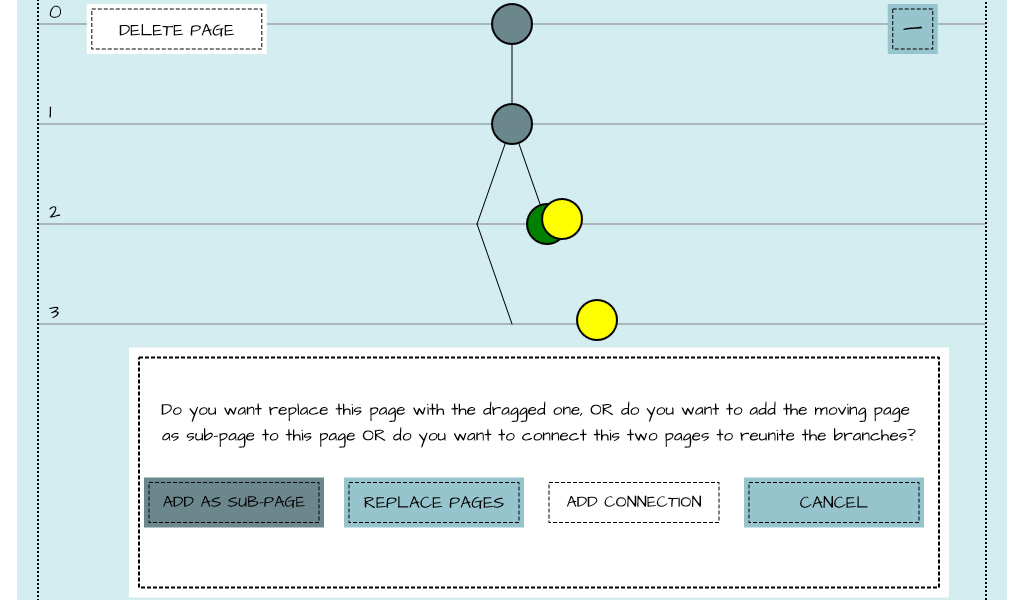 0
DELETE PAGE
—
1
2
3
Do you want replace this page with the dragged one, OR do you want to add the moving page
as sub-page to this page OR do you want to connect this two pages to reunite the branches?
ADD AS SUB-PAGE
REPLACE PAGES
ADD CONNECTION
CANCEL